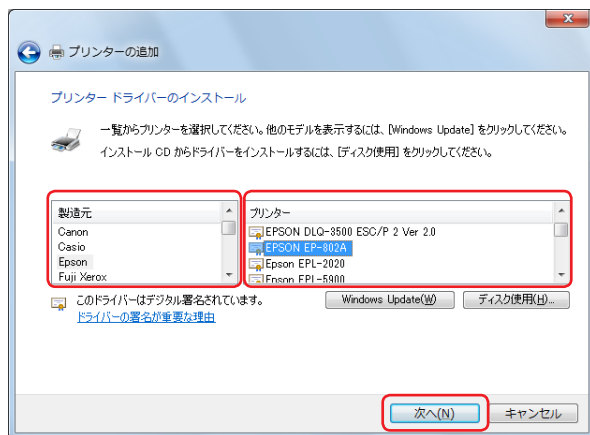 プリンターの追加
プリンター ドライバーのインストール
一覧からプリンターを選択してください。他のモデルを表示するには、[Windows Update] をクリックしてください。
インストール CD からドライバーをインストールするには、[ディスク使用] をクリックしてください。
製造元
Canon
Casio
Epson
Fuji Xerox
プリンター
EPSON DLQ-3500 ESC/P 2 Ver 2.0
EPSON EP-802A
Epson EPL-2020
Epson EPL-5900
このドライバーはデジタル署名されています。
ドライバーの署名が重要な理由
Windows Update(W)
ディスク使用(H)...
次へ(N)
キャンセル